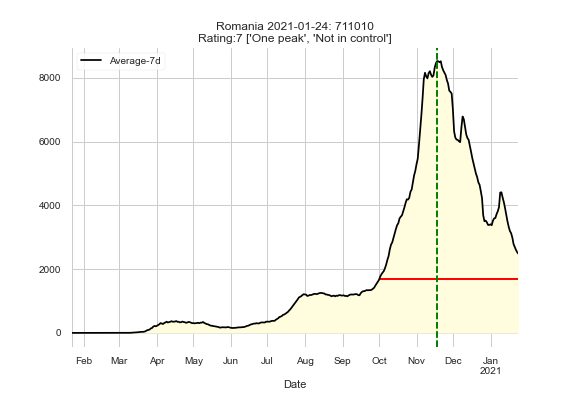 Romania 2021-01-24: 711010
Rating:7 ['One peak', 'Not in control']
Average-7d
8000
6000
4000
2000
0
Feb Mar Apr May Jun Jul Aug Sep Oct Nov Dec Jan
2021
Date